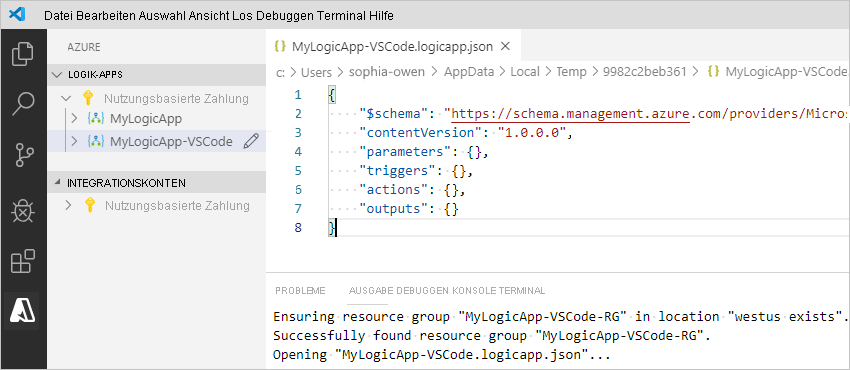 Datei Bearbeiten Auswahl Ansicht Los Debuggen Terminal Hilfe
AZURE
LOGIK-APPS
Nutzungsbasierte Zahlung
MyLogicApp
MyLogicApp-VSCode
INTEGRATIONSKONTEN
Nutzungsbasierte Zahlung
{} MyLogicApp-VSCode.logicapp.json ×
c: > Users > sophia-owen > AppData > Local > Temp > 9982c2beb361 > {} MyLogicApp-VSCode.
1 {
2 "$schema": "https://schema.management.azure.com/providers/Micros
3 "contentVersion": "1.0.0.0",
4 "parameters": {},
5 "triggers": {},
6 "actions": {},
7 "outputs": {}
8 }
PROBLEME AUSGABE DEBUGGEN KONSOLE TERMINAL
Ensuring resource group "MyLogicApp-VSCode-RG" in location "westus exists".
Successfully found resource group "MyLogicApp-VSCode-RG".
Opening "MyLogicApp-VSCode.logicapp.json"...